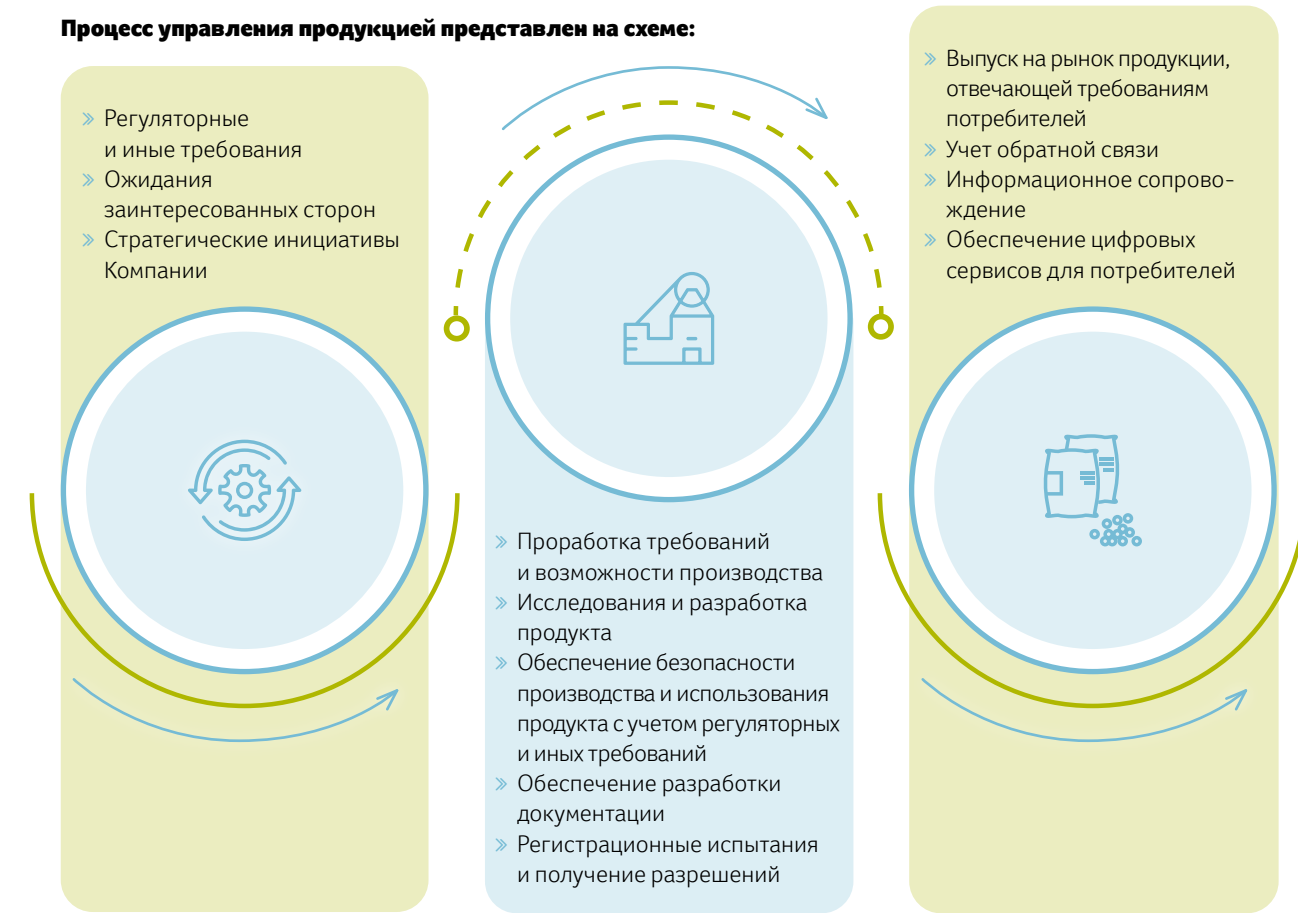 Процесс управления продукцией представлен на схеме:
» Регуляторные
и иные требования
» Ожидания
заинтересованных сторон
» Стратегические инициативы
Компании
» Проработка требований
и возможности производства
» Исследования и разработка
продукта
» Обеспечение безопасности
производства и использования
продукта с учетом регуляторных
и иных требований
» Обеспечение разработки
документации
» Регистрационные испытания
и получение разрешений
» Выпуск на рынок продукции,
отвечающей требованиям
потребителей
» Учет обратной связи
» Информационное сопрово-
ждение
» Обеспечение цифровых
сервисов для потребителей